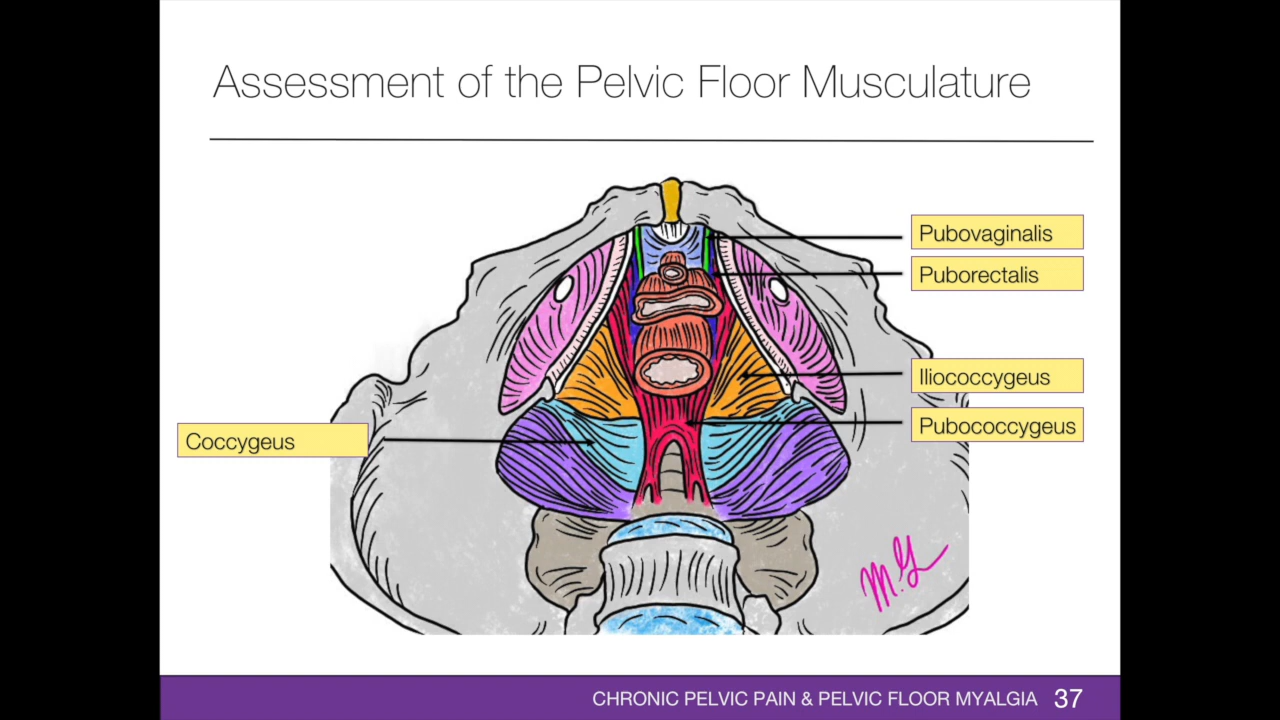 Assessment of the Pelvic Floor Musculature
Pubovaginalis
Puborectalis
Iliococcygeus
Pubococcygeus
Coccygeus
M.G
CHRONIC PELVIC PAIN & PELVIC FLOOR MYALGIA 37